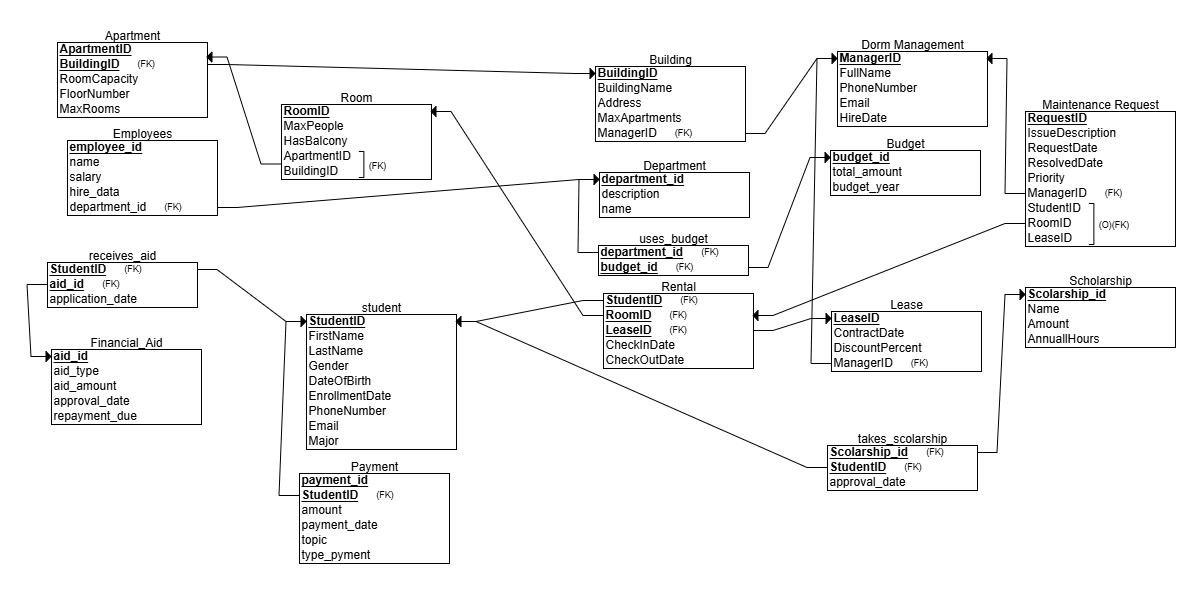 Apartment
ApartmentID
BuildingID (FK)
RoomCapacity
FloorNumber
MaxRooms
Employees
employee_id
name
salary
hire_data
department_id (FK)
Room
RoomID
MaxPeople
HasBalcony
ApartmentID
BuildingID
(FK)
Building
BuildingID
BuildingName
Address
MaxApartments
ManagerID (FK)
Dorm Management
ManagerID
FullName
PhoneNumber
Email
HireDate
Maintenance Request
RequestID
IssueDescription
RequestDate
ResolvedDate
Priority
ManagerID (FK)
StudentID
RoomID
LeaseID
(O)(FK)
Budget
budget_id
total_amount
budget_year
Department
department_id
description
name
uses_budget
department_id (FK)
budget_id (FK)
receives_aid
StudentID (FK)
aid_id (FK)
application_date
Financial_Aid
aid_id
aid_type
aid_amount
approval_date
repayment_due
student
StudentID
FirstName
LastName
Gender
DateOfBirth
EnrollmentDate
PhoneNumber
Email
Major
Rental
StudentID (FK)
RoomID (FK)
LeaseID (FK)
CheckInDate
CheckOutDate
Lease
LeaseID
ContractDate
DiscountPercent
ManagerID (FK)
Scholarship
Scolarship_id
Name
Amount
AnnuallHours
takes_scolarship
Scolarship_id (FK)
StudentID (FK)
approval_date
Payment
payment_id
StudentID (FK)
amount
payment_date
topic
type_pyment